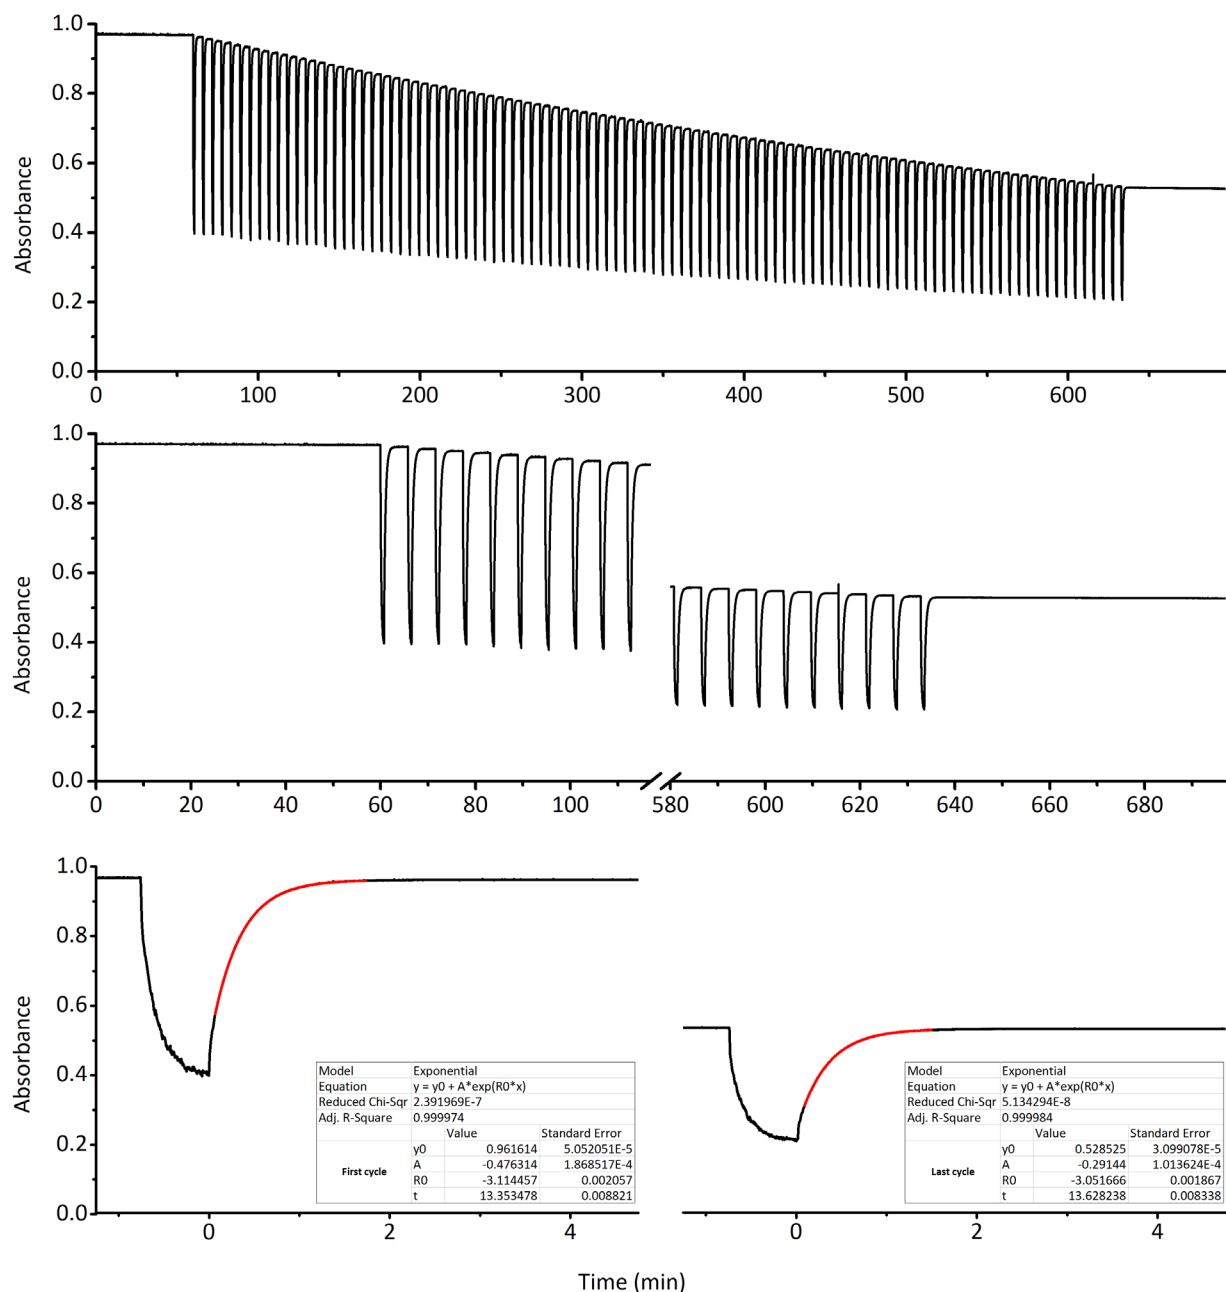 1.0
0.8
0.6
0.4
0.2
0.0
Absorbance
0 100 200 300 400 500 600
1.0
0.8
0.6
0.4
0.2
0.0
Absorbance
0 20 40 60 80 100 580 600 620 640 660 680
1.0
0.8
0.6
0.4
0.2
0.0
Absorbance
Model Exponential
Equation y = y0 + A*exp(R0*x)
Reduced Chi-Sqr 2.391969E-7
Adj. R-Square 0.999974
Value Standard Error
First cycle
y0 0.961614 5.052051E-5
A -0.476314 1.868517E-4
R0 -3.114457 0.002057
t 13.353478 0.008821
Model Exponential
Equation y = y0 + A*exp(R0*x)
Reduced Chi-Sqr 5.134294E-8
Adj. R-Square 0.999984
Value Standard Error
Last cycle
y0 0.528525 3.099078E-5
A -0.29144 1.013624E-4
R0 -3.051666 0.001867
t 13.628238 0.008338
0 2 4
0 2 4
Time (min)